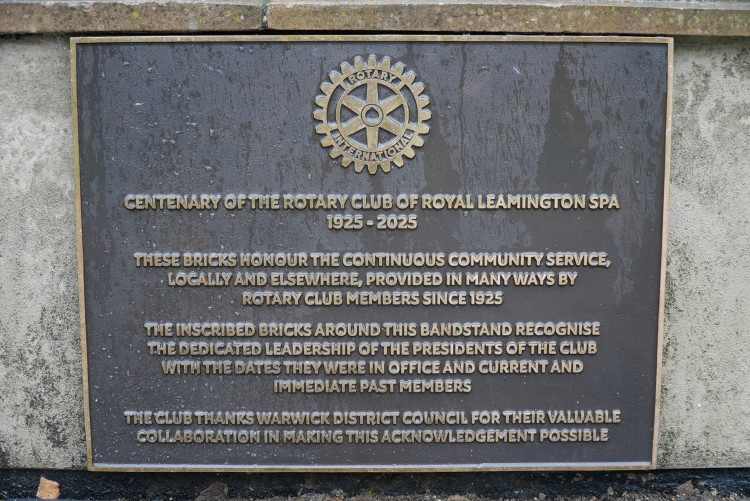 ROTARY
INTERNATIONAL
CENTENARY OF THE ROTARY CLUB OF ROYAL LEAMINGTON SPA
1925 - 2025
THESE BRICKS HONOUR THE CONTINUOUS COMMUNITY SERVICE,
LOCALLY AND ELSEWHERE, PROVIDED IN MANY WAYS BY
ROTARY CLUB MEMBERS SINCE 1925
THE INSCRIBED BRICKS AROUND THIS BANDSTAND RECOGNISE
THE DEDICATED LEADERSHIP OF THE PRESIDENTS OF THE CLUB
WITH THE DATES THEY WERE IN OFFICE AND CURRENT AND
IMMEDIATE PAST MEMBERS
THE CLUB THANKS WARWICK DISTRICT COUNCIL FOR THEIR VALUABLE
COLLABORATION IN MAKING THIS ACKNOWLEDGEMENT POSSIBLE